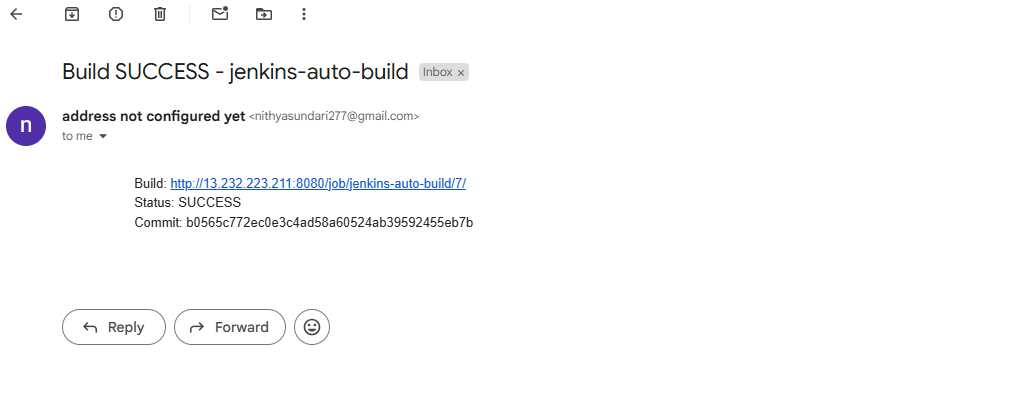 Build SUCCESS - jenkins-auto-build Inbox ×
n
address not configured yet <nithyasundari277@gmail.com>
to me
Build: http://13.232.223.211:8080/job/jenkins-auto-build/7/
Status: SUCCESS
Commit: b0565c772ec0e3c4ad58a60524ab39592455eb7b
Reply Forward